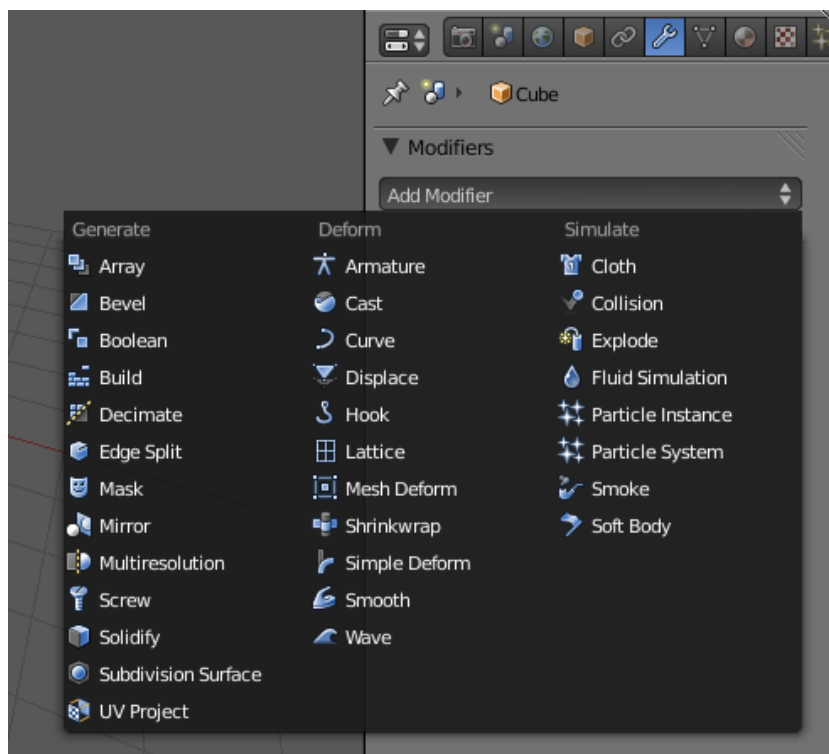 Cube
Modifiers
Add Modifier
Generate
Array
Bevel
Boolean
Build
Decimate
Edge Split
Mask
Mirror
Multiresolution
Screw
Solidify
Subdivision Surface
UV Project
Deform
Armature
Cast
Curve
Displace
Hook
Lattice
Mesh Deform
Shrinkwrap
Simple Deform
Smooth
Wave
Simulate
Cloth
Collision
Explode
Fluid Simulation
Particle Instance
Particle System
Smoke
Soft Body